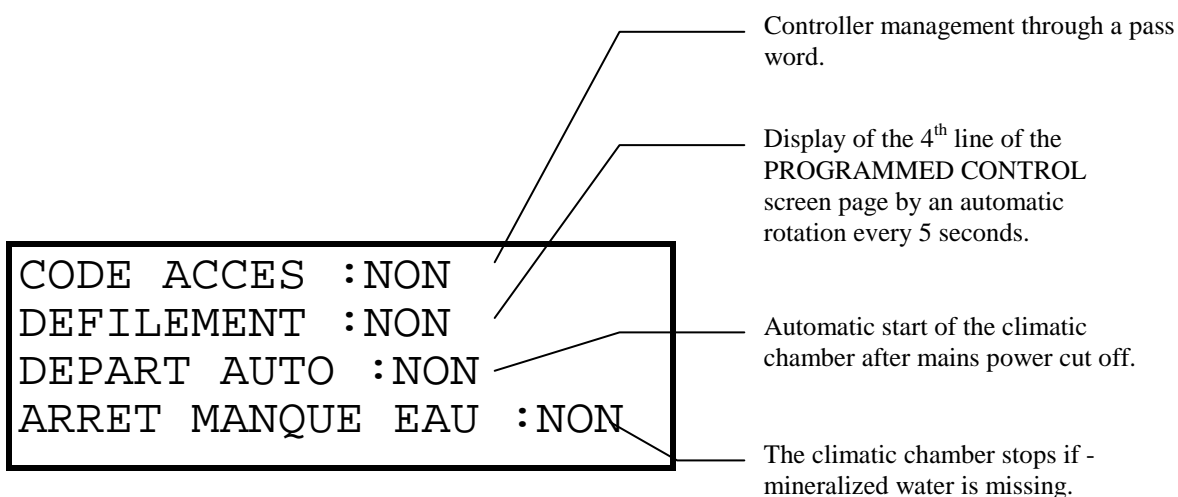 Controller management through a pass
word.
Display of the 4th line of the
PROGRAMMED CONTROL
screen page by an automatic
rotation every 5 seconds.
CODE ACCES :NON
DEFILEMENT :NON
DEPART AUTO :NON
ARRET MANQUE EAU :NON
Automatic start of the climatic
chamber after mains power cut off.
The climatic chamber stops if -
mineralized water is missing.